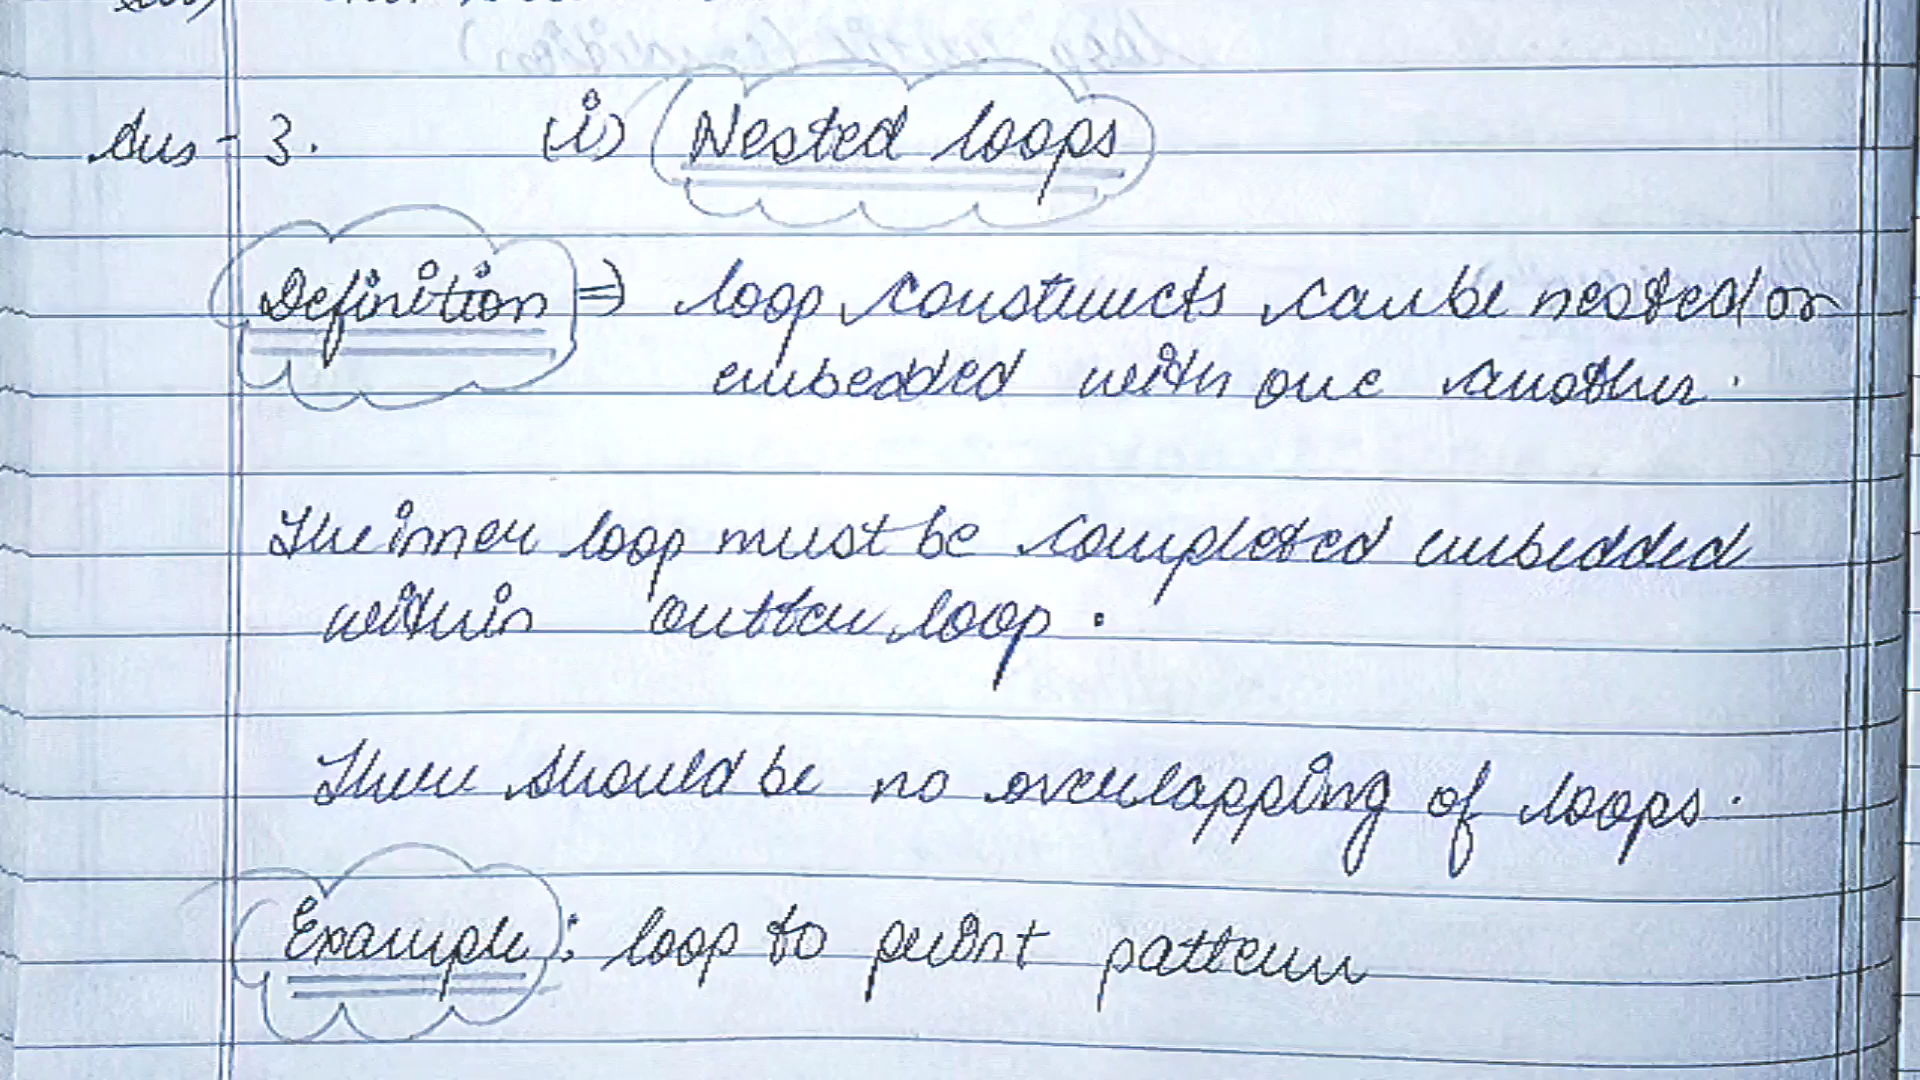 Ans - 3. (i) Nested loops
Definition ⇒ loop constructs can be nested or
embedded with one another.
The inner loop must be completed embedded
within outter loop.
There should be no overlapping of loops.
Example : loop to print pattern